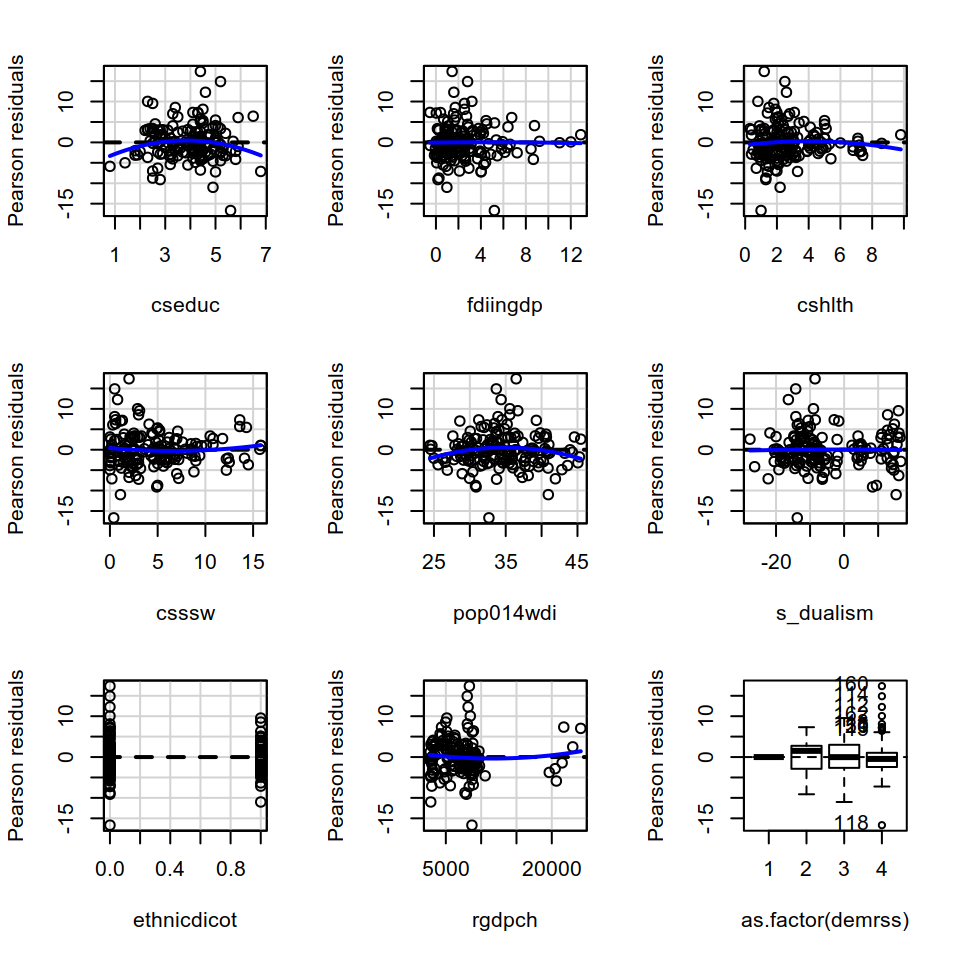 Pearson residuals
10
0
-15
1 3 5 7
cseduc
Pearson residuals
10
0
-15
0 4 8 12
fdiingdp
Pearson residuals
10
0
-15
0 2 4 6 8
cshlth
Pearson residuals
10
0
-15
0 5 10 15
csssw
Pearson residuals
10
0
-15
25 35 45
pop014wdi
Pearson residuals
10
0
-15
-20 0
s_dualism
Pearson residuals
10
0
-15
0.0 0.4 0.8
ethnicdicot
Pearson residuals
10
0
-15
5000 20000
rgdpch
Pearson residuals
10
0
-15
160
114
112
118
1 2 3 4
as.factor(demrss)